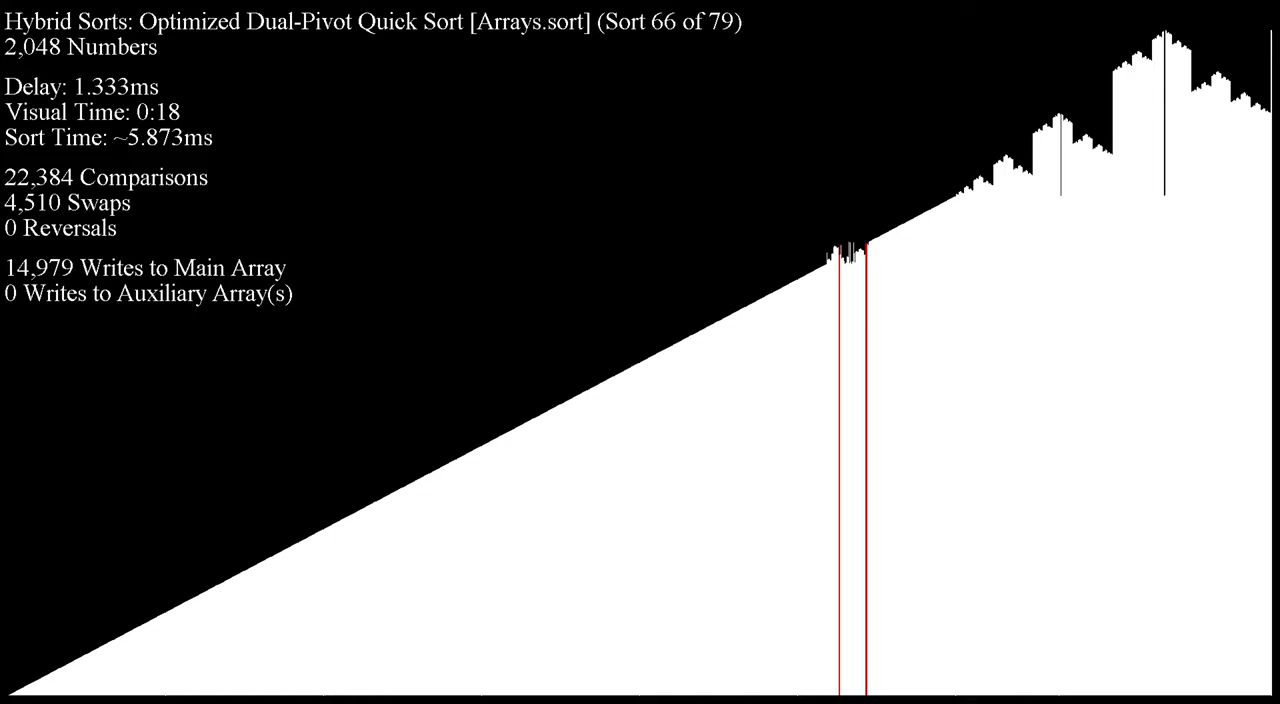 Hybrid Sorts: Optimized Dual-Pivot Quick Sort [Arrays.sort] (Sort 66 of 79)
2,048 Numbers
Delay: 1.333ms
Visual Time: 0:18
Sort Time: ~5.873ms
22,384 Comparisons
4,510 Swaps
0 Reversals
14,979 Writes to Main Array
0 Writes to Auxiliary Array(s)